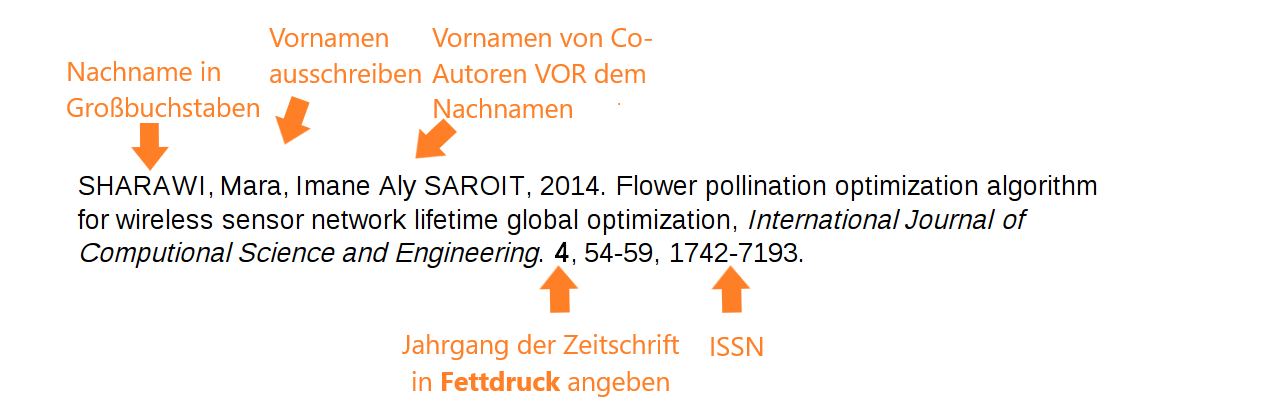 Nachname in
Großbuchstaben
Vornamen
ausschreiben
Vornamen von Co-
Autoren VOR dem
Nachnamen
SHARAWI, Mara, Imane Aly SAROIT, 2014. Flower pollination optimization algorithm
for wireless sensor network lifetime global optimization, International Journal of
Computional Science and Engineering. 4, 54-59, 1742-7193.
Jahrgang der Zeitschrift
in Fettdruck angeben
ISSN